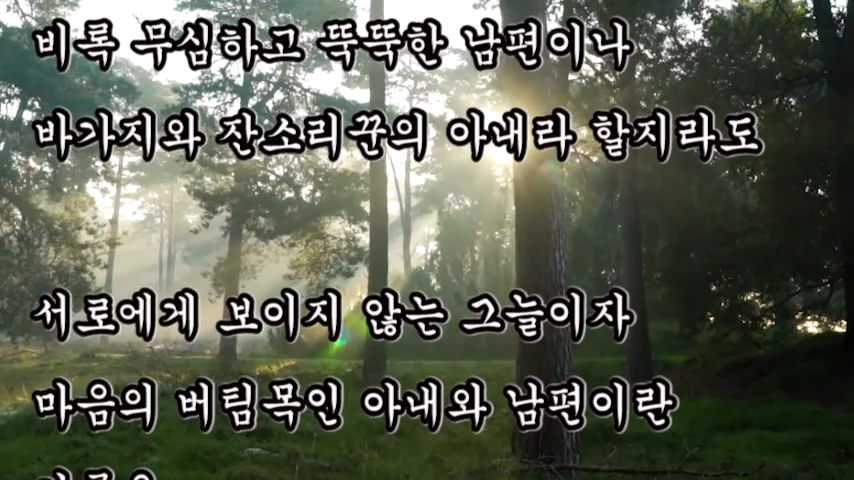 비록 무심하고 뚝뚝한 남편이나
바가지와 잔소리꾼의 아내라 할지라도
서로에게 보이지 않는 그늘이자
마음의 버팀목인 아내와 남편이란